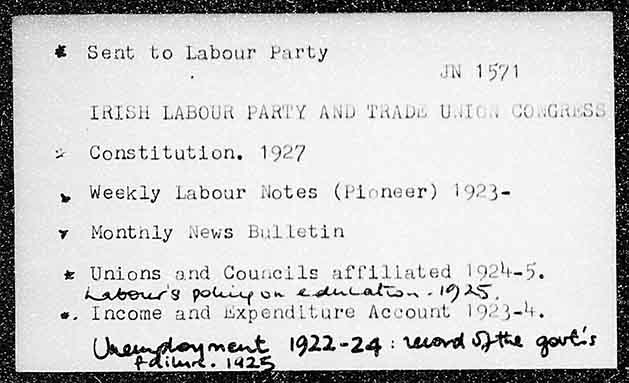 * Sent to Labour Party
JN 1571
IRISH LABOUR PARTY AND TRADE UNION CONGRESS
* Constitution. 1927
* Weekly Labour Notes (Pioneer) 1923-
* Monthly News Bulletin
* Unions and Councils affiliated 1924-5.
Labour's policy on education. 1925.
*. Income and Expenditure Account 1923-4.
Unemployment 1922-24: record of the govt's
failure. 1925